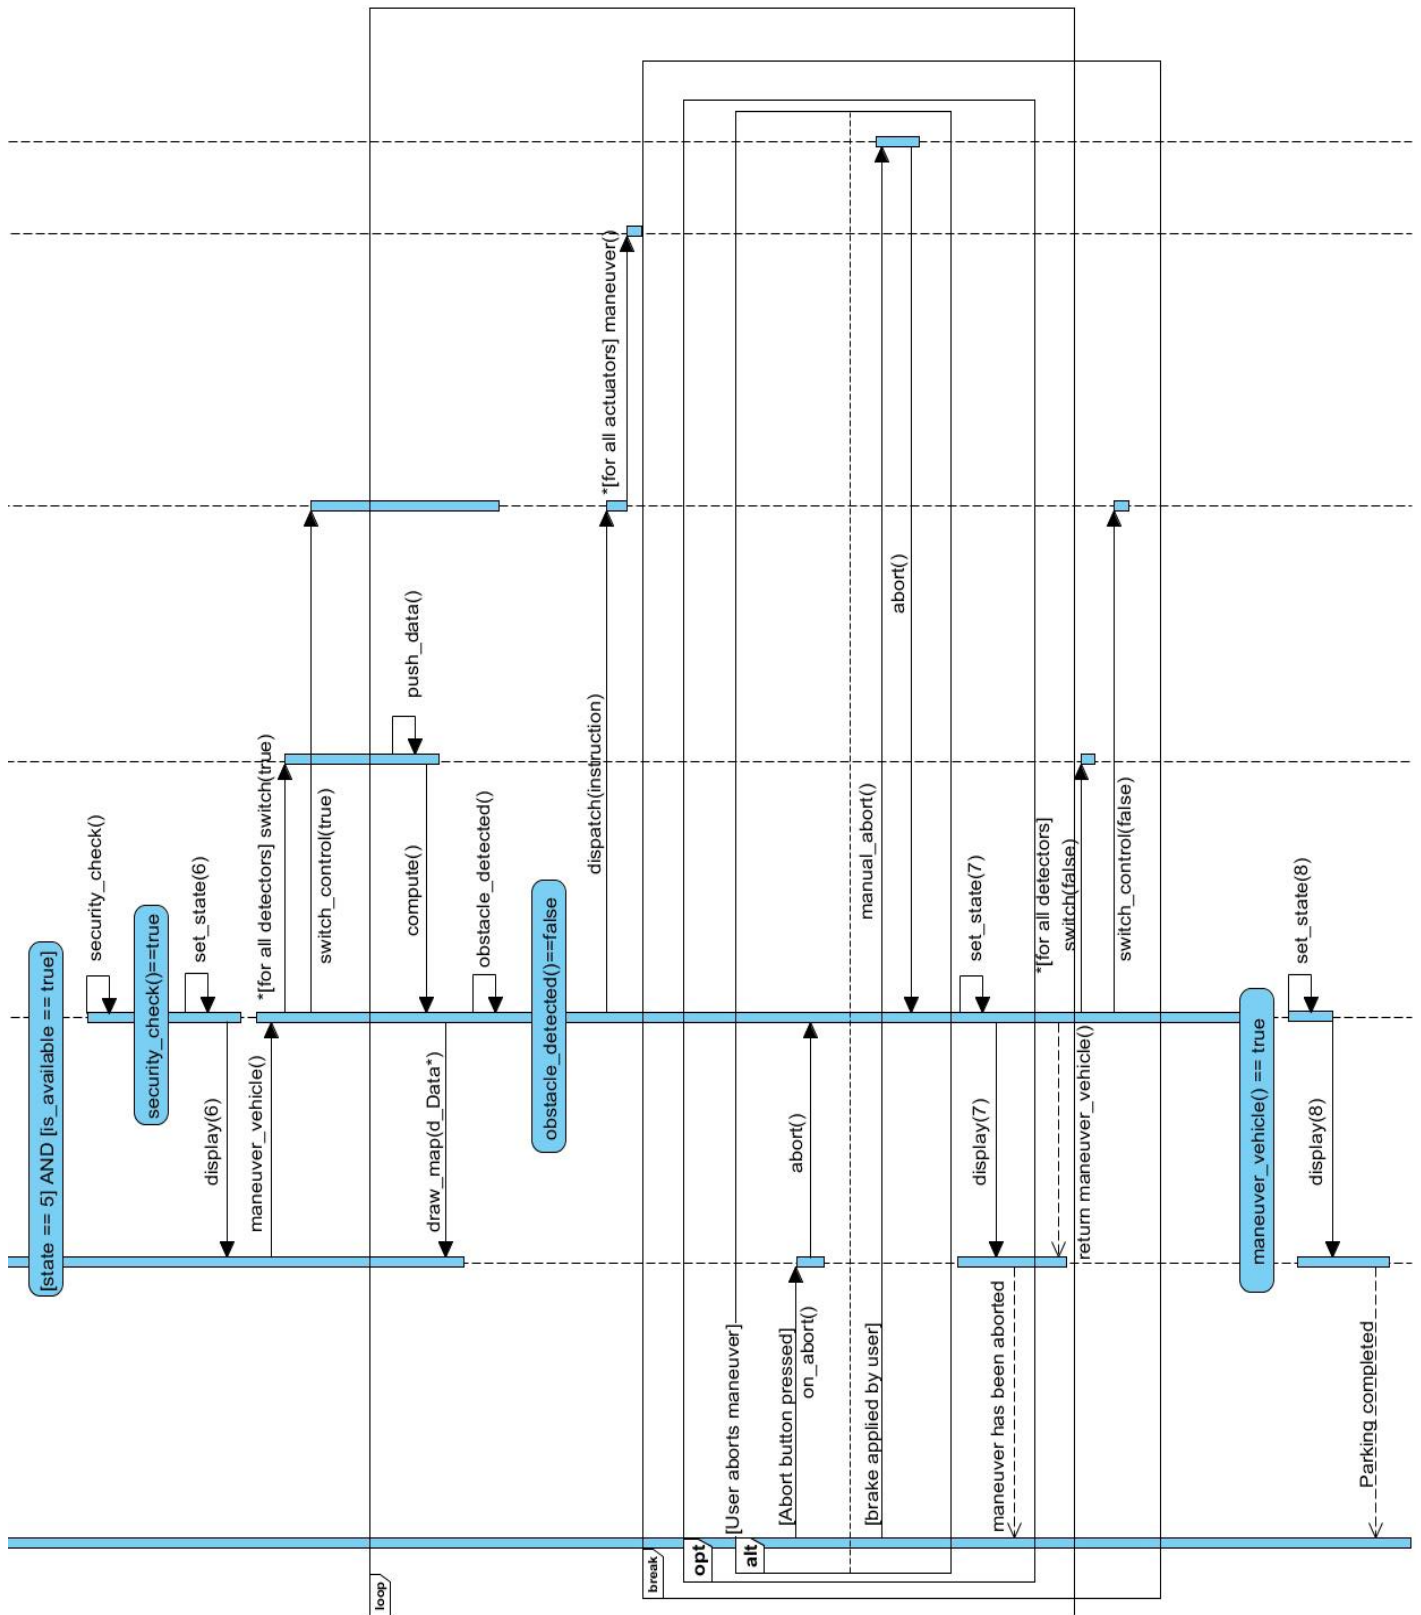 [state == 5] AND [is_available == true]
security_check()
security_check()==true
set_state(6)
display(6)
maneuver_vehicle()
*[for all detectors] switch(true)
switch_control(true)
loop
push_data()
compute()
draw_map(d_Data*)
obstacle_detected()
obstacle_detected()==false
dispatch(instruction)
*[for all actuators] maneuver()
break
opt
[User aborts maneuver]
alt
[Abort button pressed]
on_abort()
abort()
[brake applied by user]
manual_abort()
abort()
set_state(7)
display(7)
maneuver has been aborted
return maneuver_vehicle()
*[for all detectors]
switch(false)
switch_control(false)
maneuver_vehicle() == true
set_state(8)
display(8)
Parking completed